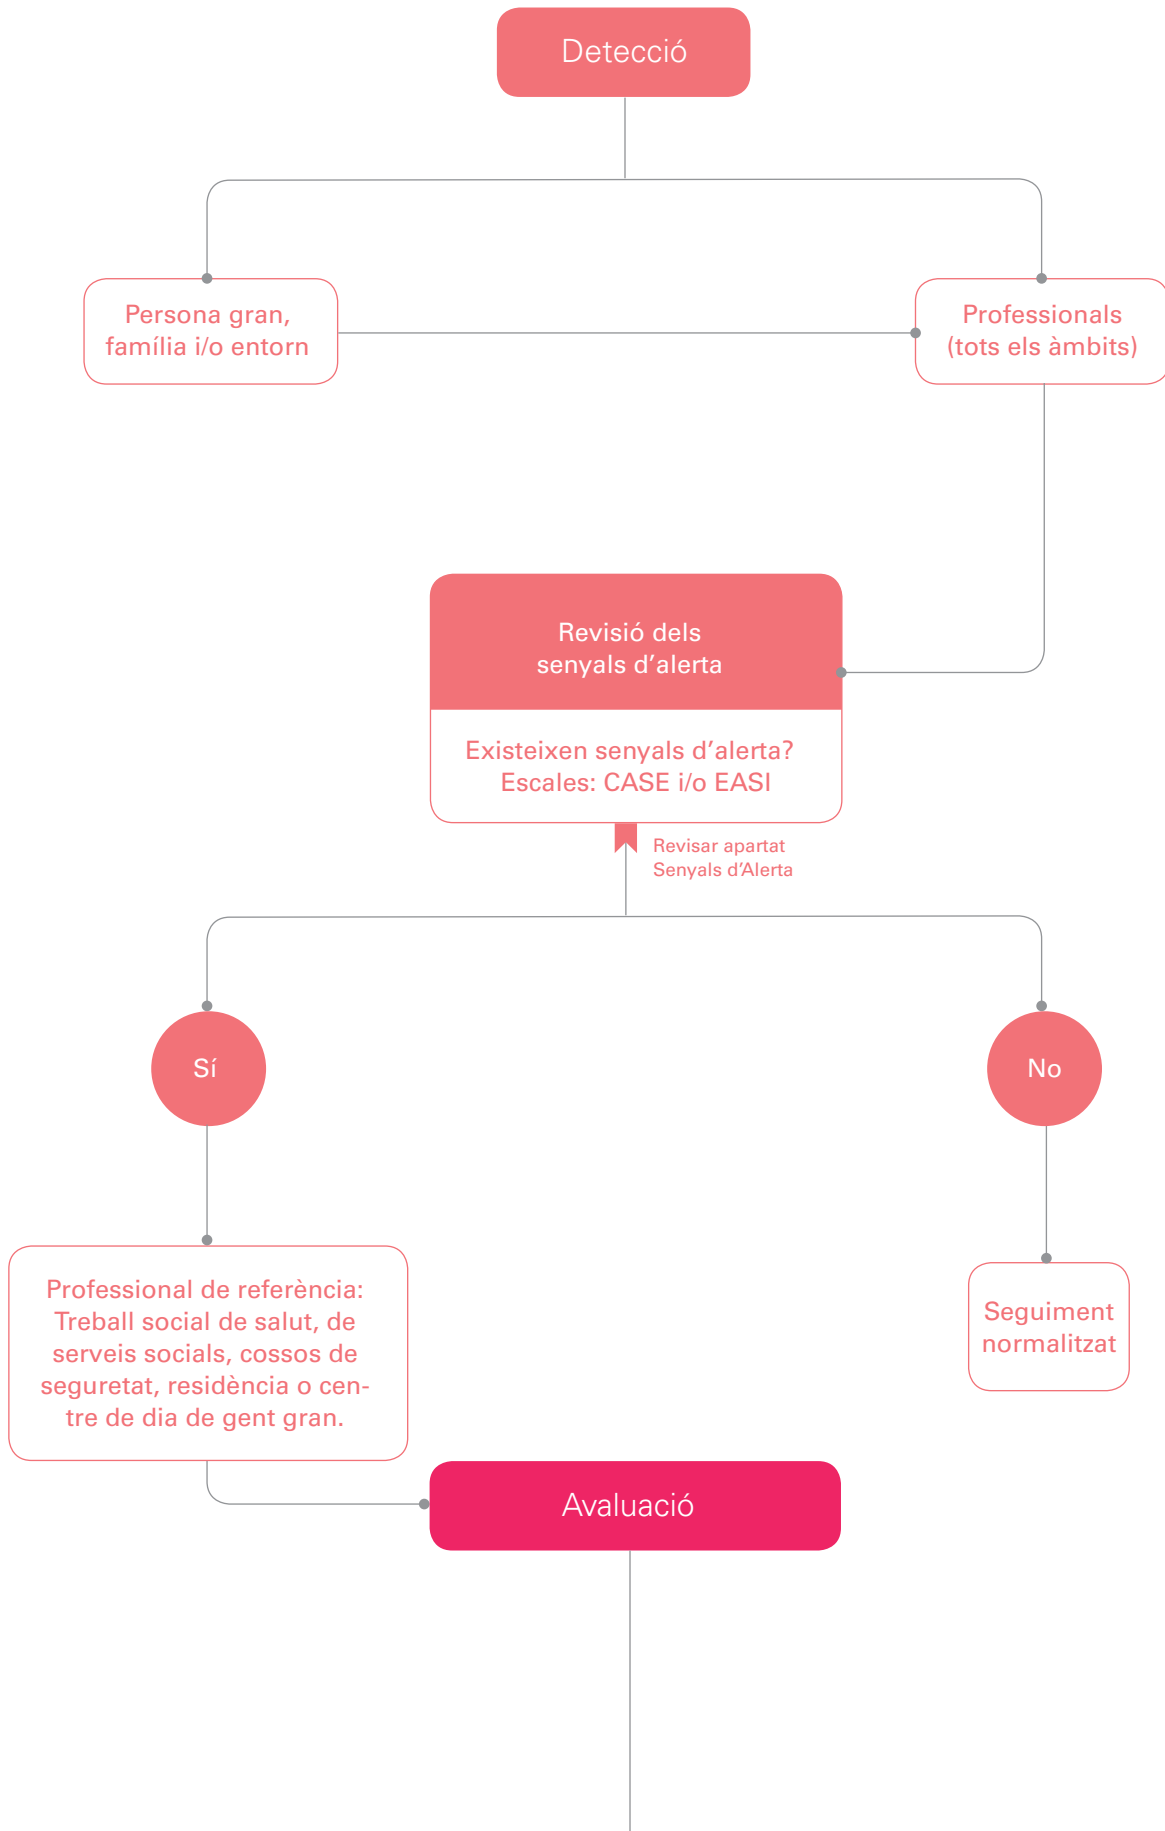 Detecció
Persona gran,
família i/o entorn
Professionals
(tots els àmbits)
Revisió dels
senyals d’alerta
Existeixen senyals d’alerta?
Escales: CASE i/o EASI
Revisar apartat
Senyals d’Alerta
Sí
No
Professional de referència:
Treball social de salut, de
serveis socials, cossos de
seguretat, residència o cen-
tre de dia de gent gran.
Seguiment
normalitzat
Avaluació